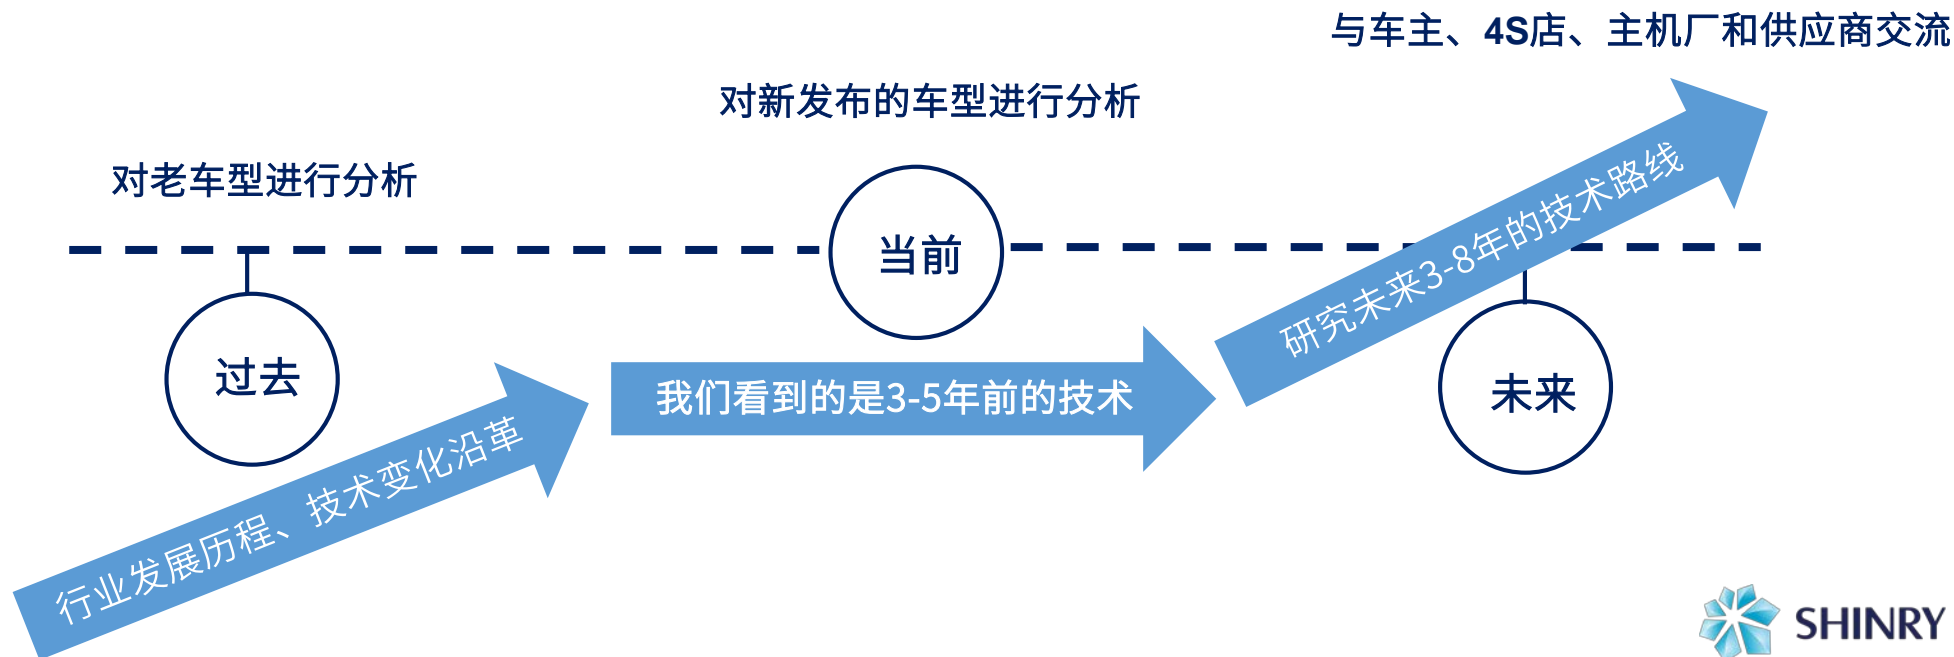 与车主、4S店、主机厂和供应商交流
对新发布的车型进行分析
对老车型进行分析
当前
过去
未来
行业发展历程、技术变化沿革
我们看到的是3-5年前的技术
研究未来3-8年的技术路线
SHINRY